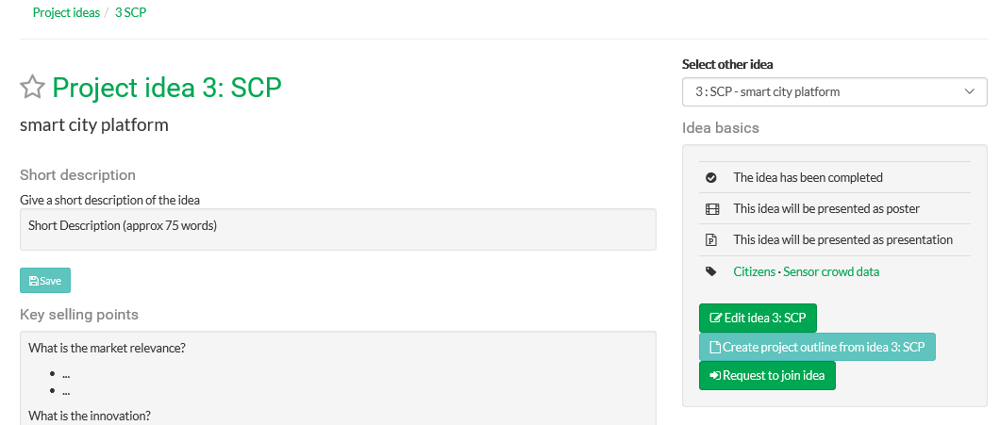 Project ideas / 3 SCP
Project idea 3: SCP
smart city platform
Short description
Give a short description of the idea
Short Description (approx 75 words)
Save
Key selling points
What is the market relevance?
• ...
• ...
What is the innovation?
Select other idea
3 : SCP - smart city platform
Idea basics
The idea has been completed
This idea will be presented as poster
This idea will be presented as presentation
Citizens · Sensor crowd data
Edit idea 3: SCP
Create project outline from idea 3: SCP
Request to join idea